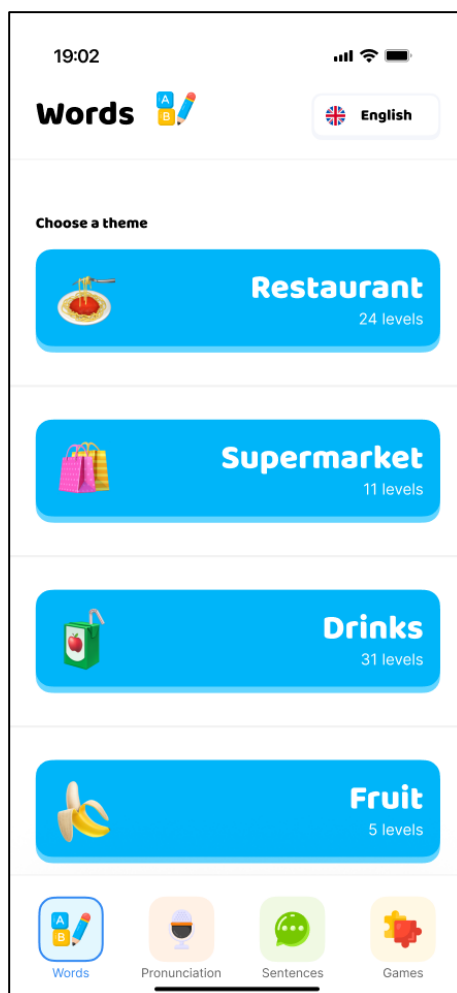 19:02
Words
A
B
English
Choose a theme
Restaurant
24 levels
Supermarket
11 levels
Drinks
31 levels
Fruit
5 levels
A
B
Words
Pronunciation
Sentences
Games